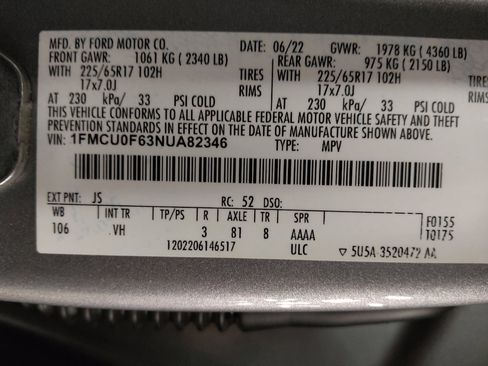 MFD. BY FORD MOTOR CO. DATE: 06/22 GVWR: 1978 KG (4360 LB)
FRONT GAWR: 1061 KG (2340 LB) REAR GAWR: 975 KG (2150 LB)
WITH 225/65R17 102H TIRES WITH 225/65R17 102H TIRES
17x7.0J RIMS 17x7.0J RIMS
AT 230 kPa/ 33 PSI COLD AT 230 kPa/ 33 PSI COLD
THIS VEHICLE CONFORMS TO ALL APPLICABLE FEDERAL MOTOR VEHICLE SAFETY AND THEFT
PREVENTION STANDARDS IN EFFECT ON THE DATE OF MANUFACTURE SHOWN ABOVE.
VIN: 1FMCU0F63NUA82346 TYPE: MPV
EXT PNT: JS RC: 52 DSO:
WB INT TR TP/PS R AXLE TR SPR F0155
106 .VH 3 81 8 AAAA T0175
1202206146517 ULC ▽ 5U5A 3520472 AA